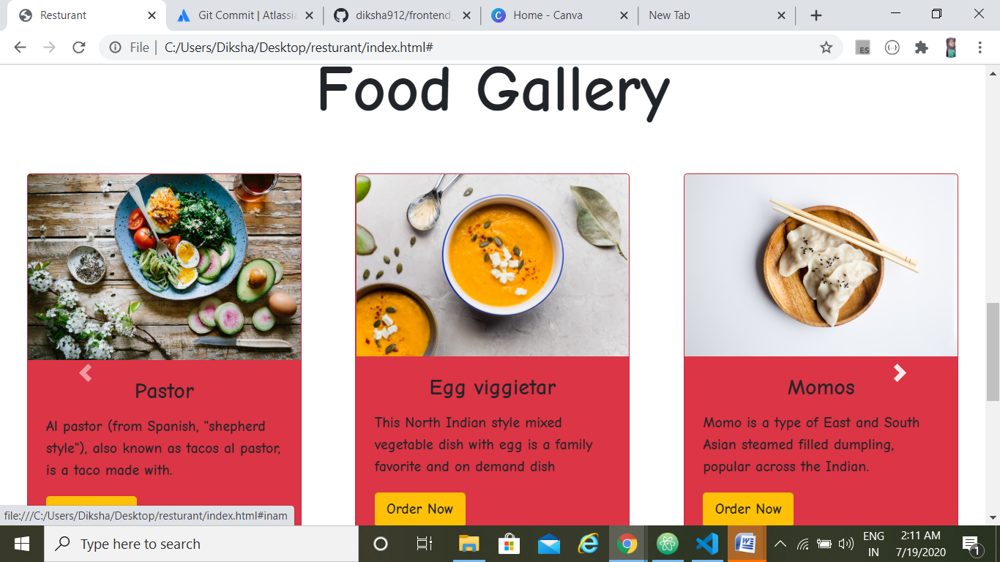 Resturant
Git Commit | Atlassia
diksha912/frontend_
Home - Canva
New Tab
File
C:/Users/Diksha/Desktop/resturant/index.html#
ES
Food Gallery
Pastor
Al pastor (from Spanish, "shepherd
style"), also known as tacos al pastor,
is a taco made with.
Egg viggietar
This North Indian style mixed
vegetable dish with egg is a family
favorite and on demand dish
Order Now
Momos
Momo is a type of East and South
Asian steamed filled dumpling,
popular across the Indian.
Order Now
file:///C:/Users/Diksha/Desktop/resturant/index.html#inam
Type here to search
ENG
IN
2:11 AM
7/19/2020
1